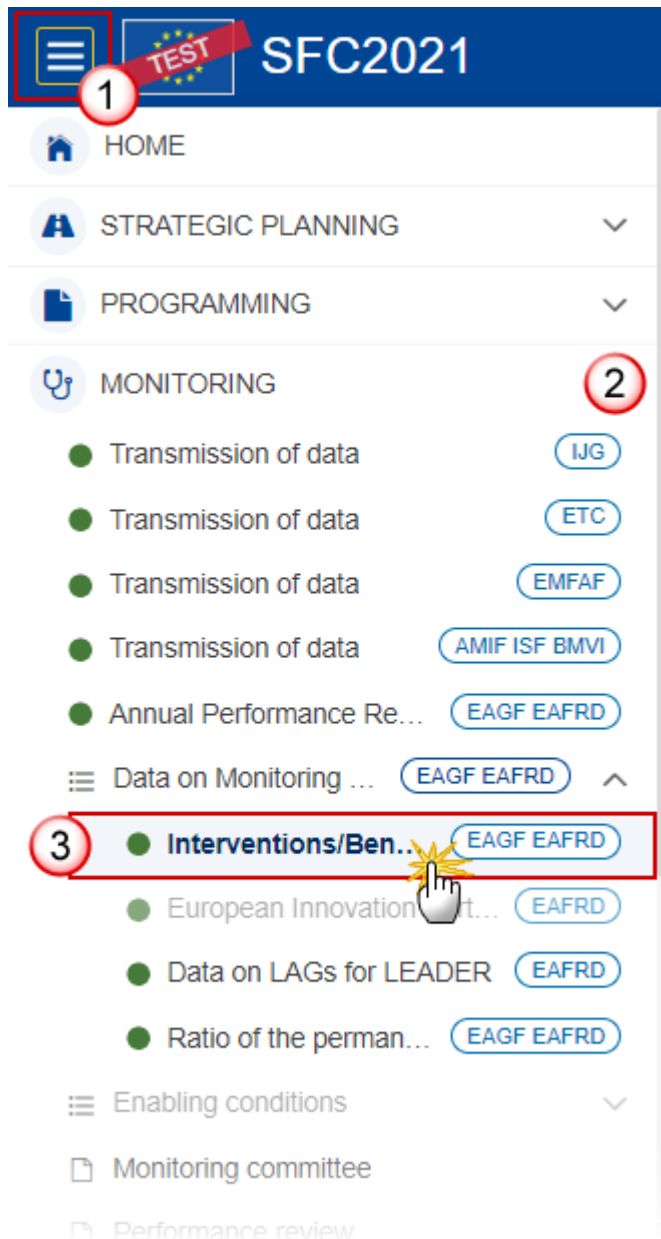 TEST SFC2021
1
HOME
STRATEGIC PLANNING
PROGRAMMING
MONITORING 2
Transmission of data IJG
Transmission of data ETC
Transmission of data EMFAF
Transmission of data AMIF ISF BMVI
Annual Performance Re... EAGF EAFRD
Data on Monitoring ... EAGF EAFRD
3 Interventions/Ben... EAGF EAFRD
European Innovation ... EAFRD
Data on LAGs for LEADER EAFRD
Ratio of the perman... EAGF EAFRD
Enabling conditions
Monitoring committee
Performance review